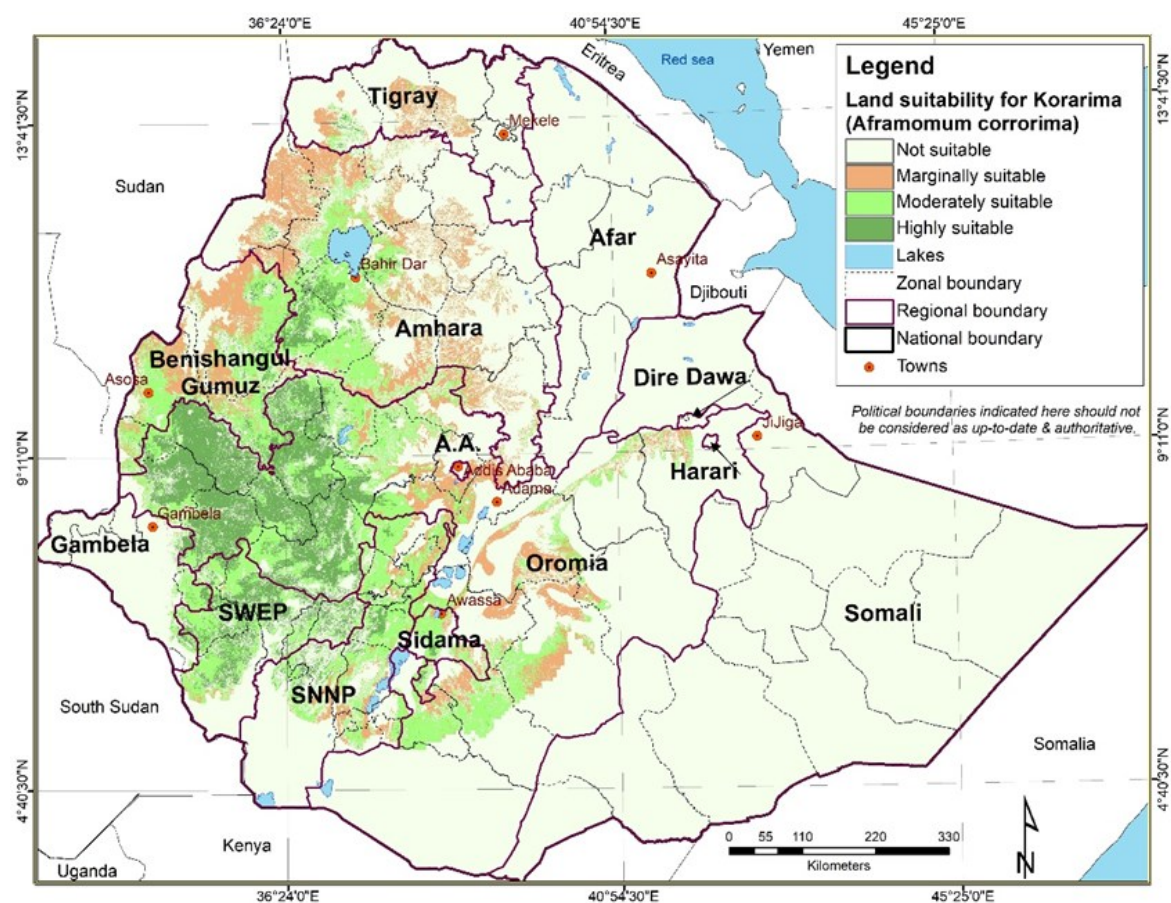 36°24'0"E
40°54'30"E
45°25'0"E
Eritrea
Red sea
Yemen
Legend
Land suitability for Korarima
(Aframomum corrorima)
Not suitable
Marginally suitable
Moderately suitable
Highly suitable
Lakes
Zonal boundary
Regional boundary
National boundary
Towns
Political boundaries indicated here should not
be considered as up-to-date & authoritative.
13°41'30"N
13°41'30"N
Tigray
Mekele
Sudan
Afar
Asayita
Bahir Dar
Djibouti
Amhara
Benishangul
Gumuz
Asosa
Dire Dawa
JiJiga
A.A.
Addis Ababa
Harari
9°11'0"N
9°11'0"N
Adama
Gambela
Gambela
Oromia
SWEP
Awassa
Sidama
Somali
SNNP
South Sudan
Somalia
4°40'30"N
4°40'30"N
Kenya
Uganda
0 55 110 220 330
Kilometers
N
36°24'0"E
40°54'30"E
45°25'0"E